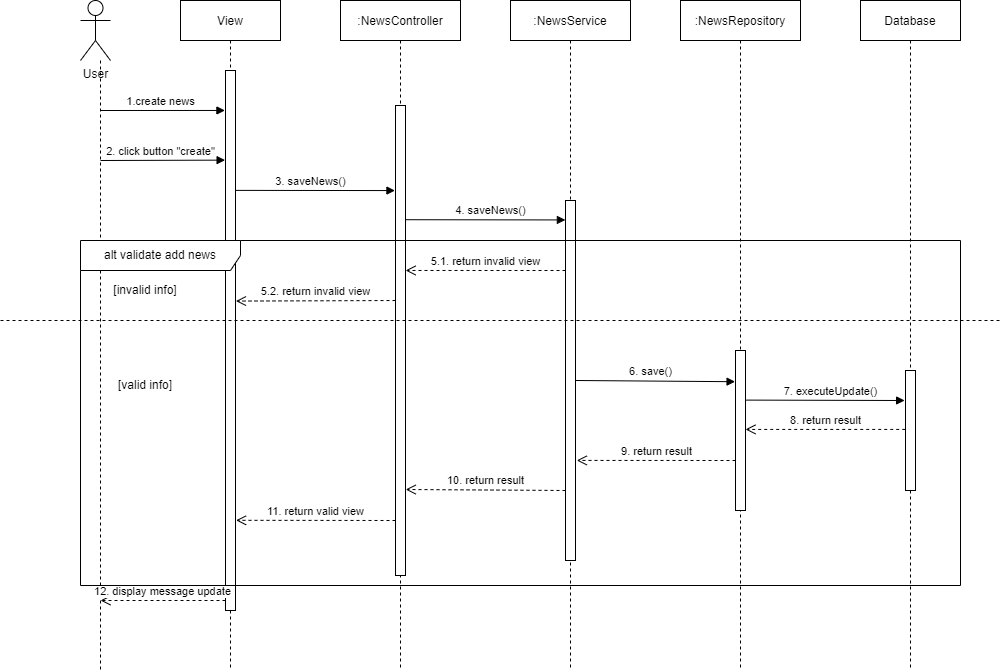 View
:NewsController
:NewsService
:NewsRepository
Database
User
1.create news
2. click button "create"
3. saveNews()
4. saveNews()
alt validate add news
5.1. return invalid view
[invalid info]
5.2. return invalid view
6. save()
[valid info]
7. executeUpdate()
8. return result
9. return result
10. return result
11. return valid view
12. display message update